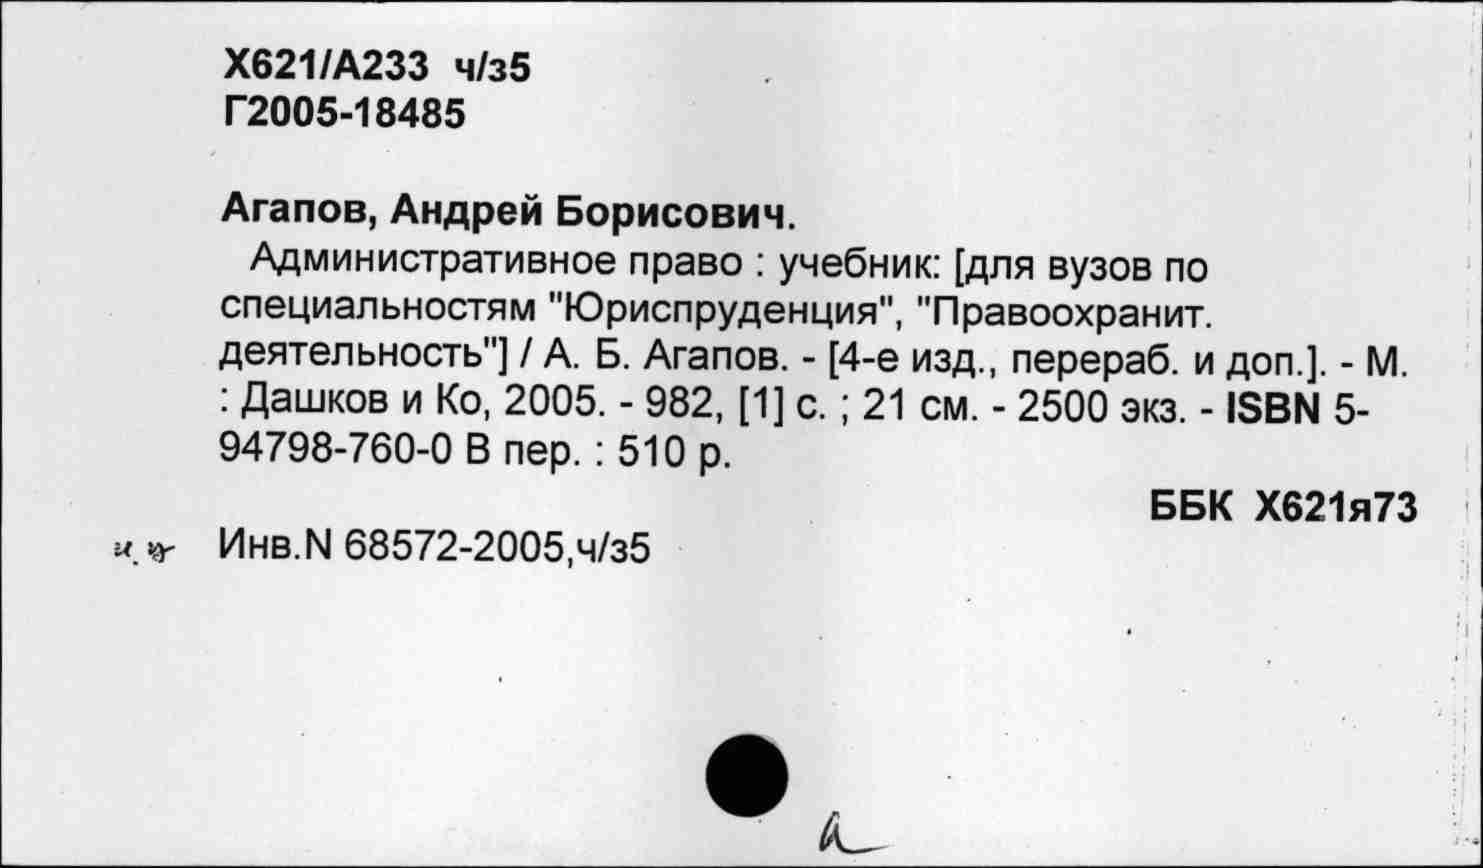 Х621/А233 ч/з5
Г2005-18485
Агапов, Андрей Борисович.
Административное право : учебник: [для вузов по
специальностям "Юриспруденция", "Правоохранит.
деятельность"] / А. Б. Агапов. - [4-е изд., перераб. и доп.]. - М.
: Дашков и Ко, 2005. - 982, [1] с. ; 21 см. - 2500 экз. - ISBN 5-
94798-760-0 В пер. : 510 р.
ББК Х621я73
Инв.N 68572-2005,ч/з5